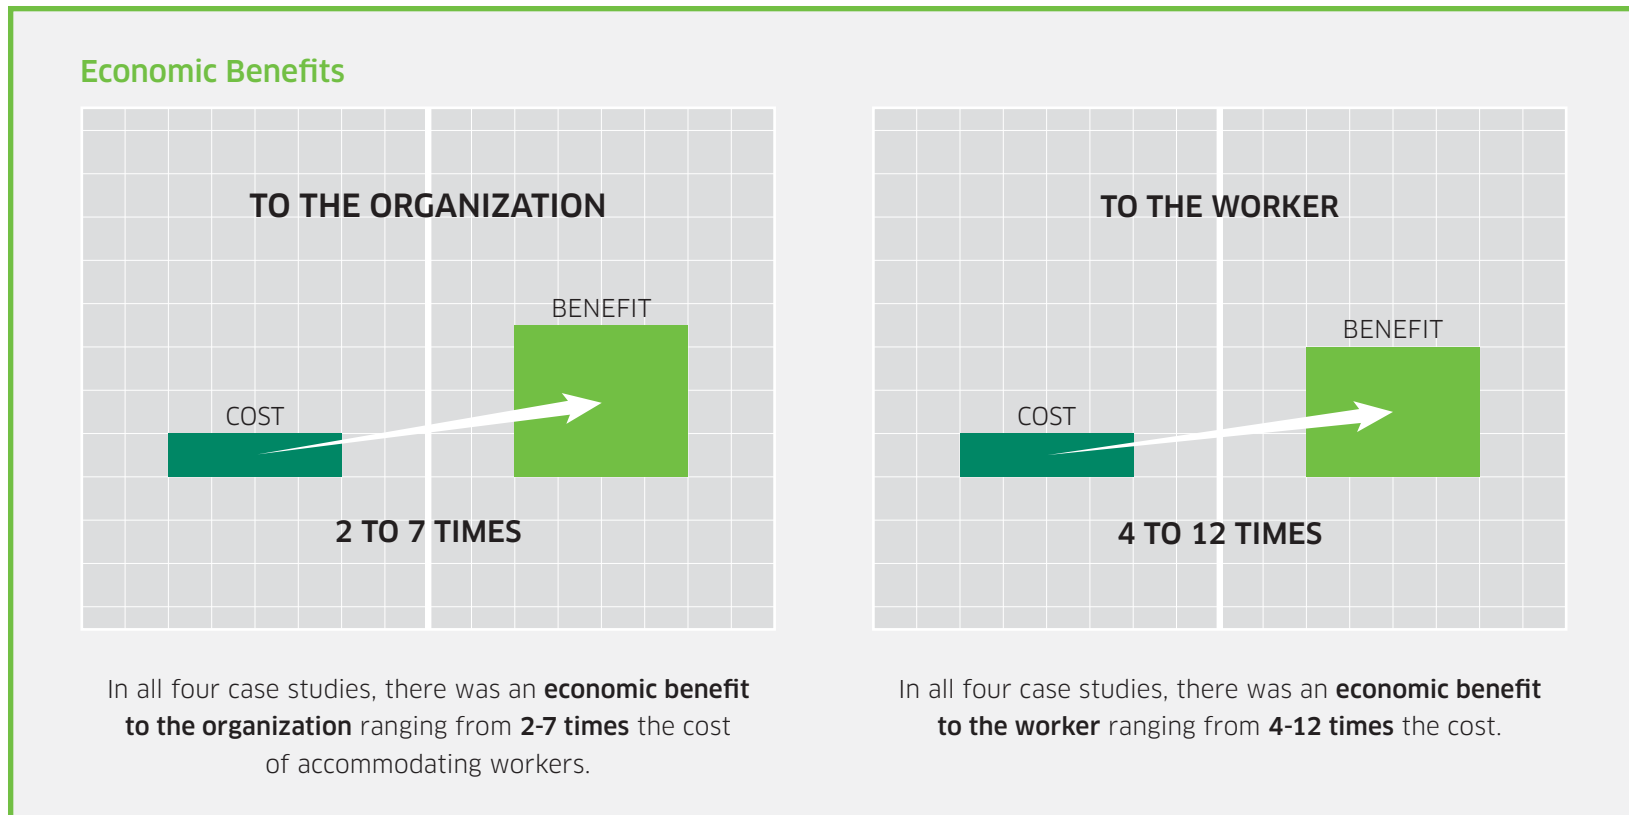 Economic Benefits
TO THE ORGANIZATION
BENEFIT
COST
2 TO 7 TIMES
In all four case studies, there was an economic benefit
to the organization ranging from 2-7 times the cost
of accommodating workers.
TO THE WORKER
BENEFIT
COST
4 TO 12 TIMES
In all four case studies, there was an economic benefit
to the worker ranging from 4-12 times the cost.